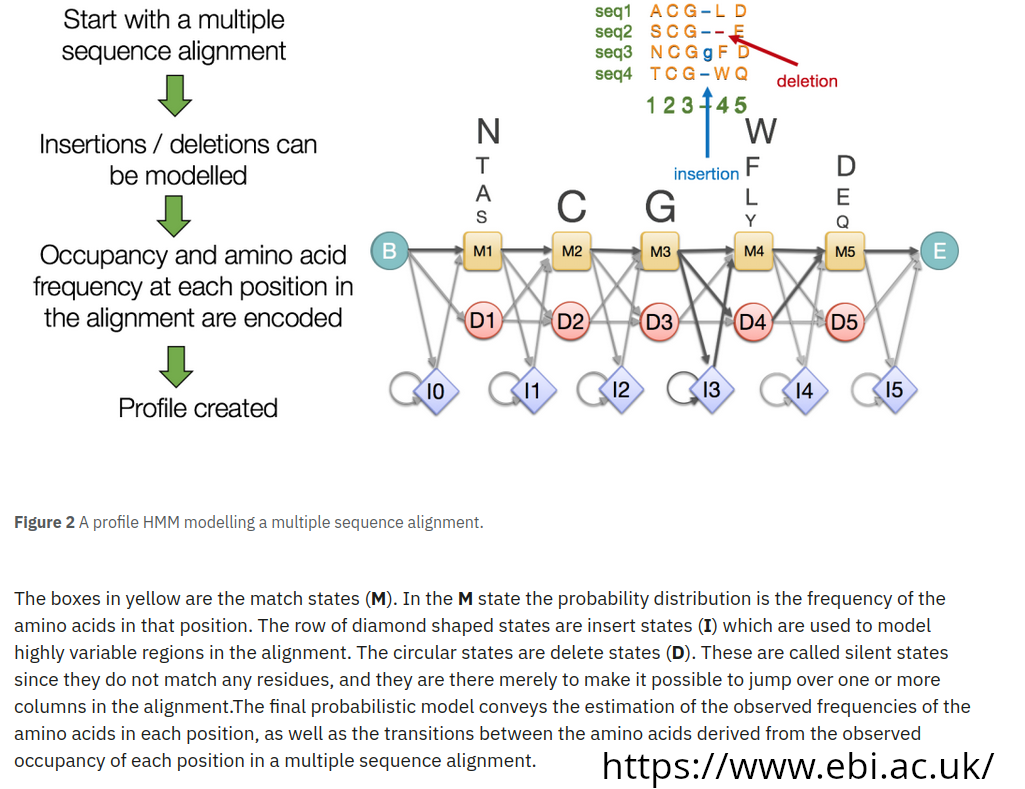 Start with a multiple
sequence alignment
Insertions / deletions can
be modelled
Occupancy and amino acid
frequency at each position in
the alignment are encoded
Profile created
seq1 A C G - L D
seq2 S C G - - E
seq3 N C G g F D
seq4 T C G - W Q
deletion
1 2 3 - 4 5
insertion
N
T
A
S
C
G
W
F
L
Y
D
E
Q
B M1 M2 M3 M4 M5 E
D1 D2 D3 D4 D5
I0 I1 I2 I3 I4 I5
Figure 2 A profile HMM modelling a multiple sequence alignment.
The boxes in yellow are the match states (M). In the M state the probability distribution is the frequency of the
amino acids in that position. The row of diamond shaped states are insert states (I) which are used to model
highly variable regions in the alignment. The circular states are delete states (D). These are called silent states
since they do not match any residues, and they are there merely to make it possible to jump over one or more
columns in the alignment.The final probabilistic model conveys the estimation of the observed frequencies of the
amino acids in each position, as well as the transitions between the amino acids derived from the observed
occupancy of each position in a multiple sequence alignment.
https://www.ebi.ac.uk/